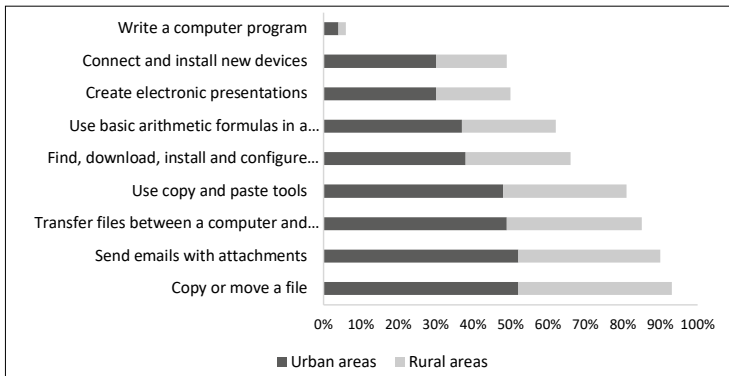 Write a computer program
Connect and install new devices
Create electronic presentations
Use basic arithmetic formulas in a...
Find, download, install and configure...
Use copy and paste tools
Transfer files between a computer and...
Send emails with attachments
Copy or move a file
0% 10% 20% 30% 40% 50% 60% 70% 80% 90% 100%
Urban areas Rural areas